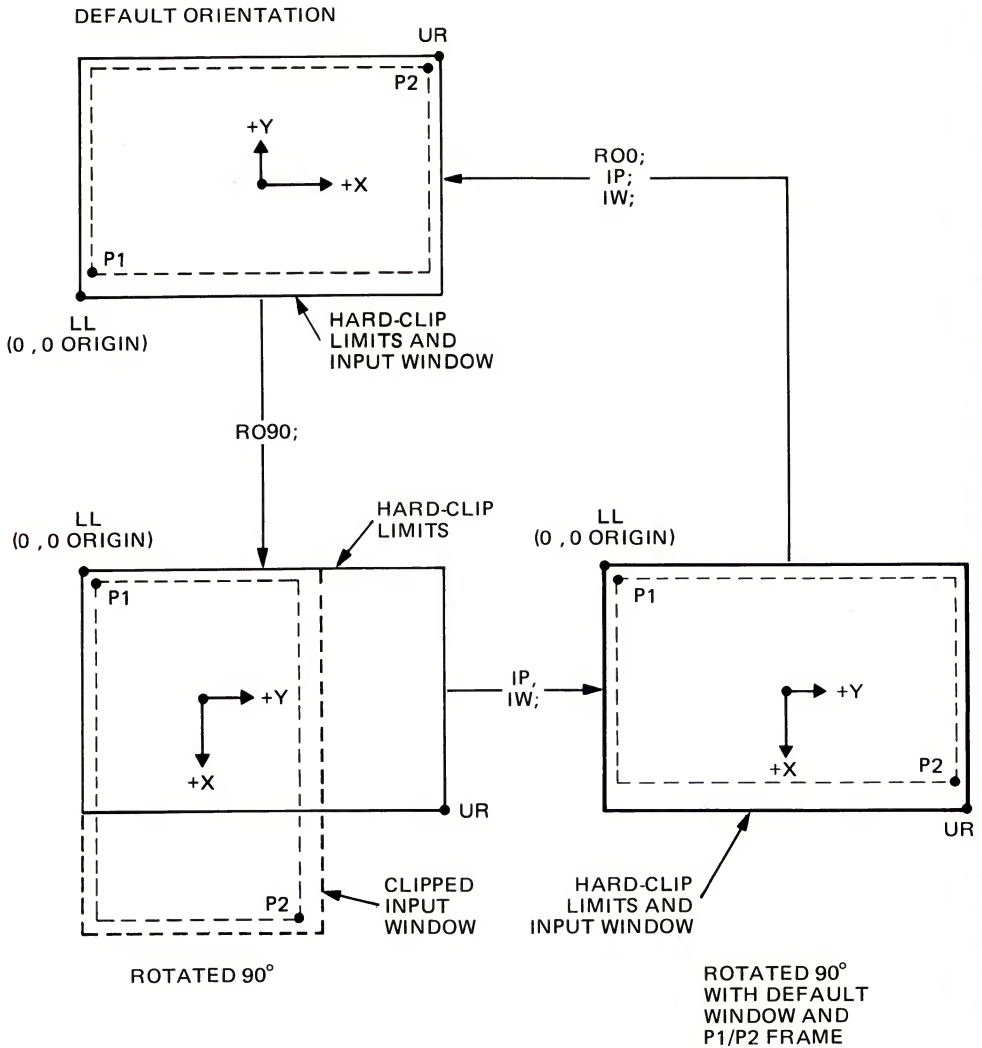 DEFAULT ORIENTATION
UR
P2
+Y
+X
P1
LL
(0 ,0 ORIGIN)
HARD-CLIP
LIMITS AND
INPUT WINDOW
RO0;
IP;
IW;
RO90;
LL
(0 ,0 ORIGIN)
HARD-CLIP
LIMITS
P1
+Y
+X
UR
P2
CLIPPED
INPUT
WINDOW
ROTATED 90°
IP,
IW;
LL
(0 ,0 ORIGIN)
P1
+Y
+X
P2
UR
HARD-CLIP
LIMITS AND
INPUT WINDOW
ROTATED 90°
WITH DEFAULT
WINDOW AND
P1/P2 FRAME